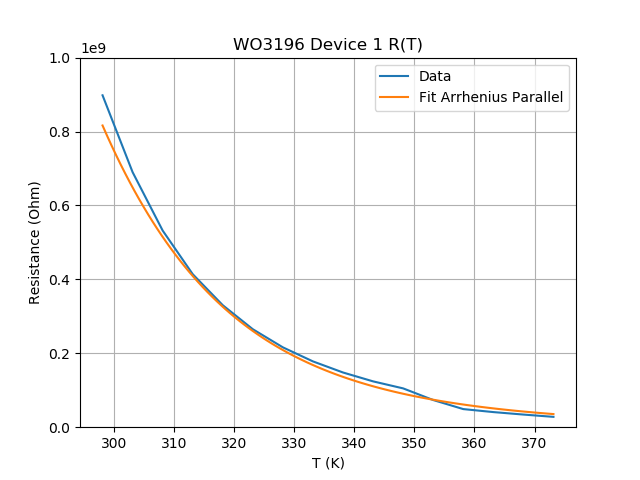 WO3196 Device 1 R(T)
1e9
1.0
0.8
0.6
0.4
0.2
0.0
Resistance (Ohm)
Data
Fit Arrhenius Parallel
300 310 320 330 340 350 360 370
T (K)